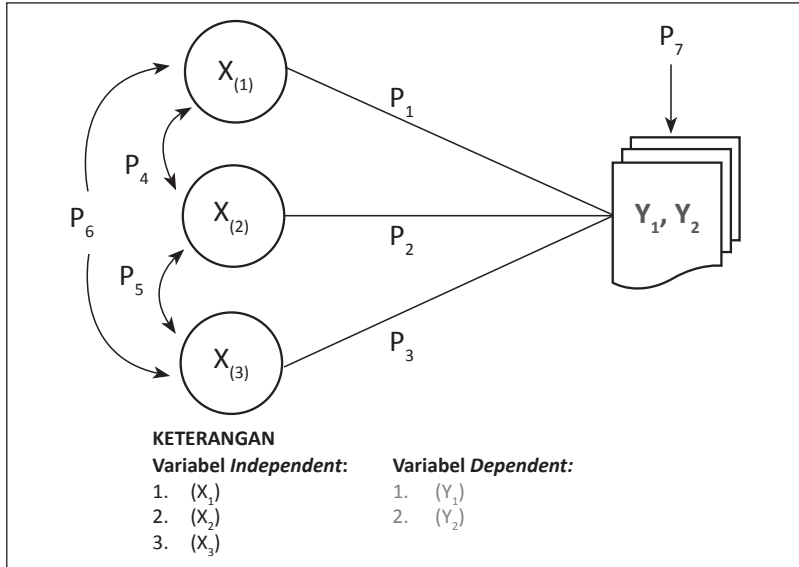 P₇
X₍₁₎
P₁
P₄
X₍₂₎
Y₁, Y₂
P₆
P₂
P₅
P₃
X₍₃₎
KETERANGAN
Variabel Independent: Variabel Dependent:
1. (X₁) 1. (Y₁)
2. (X₂) 2. (Y₂)
3. (X₃)